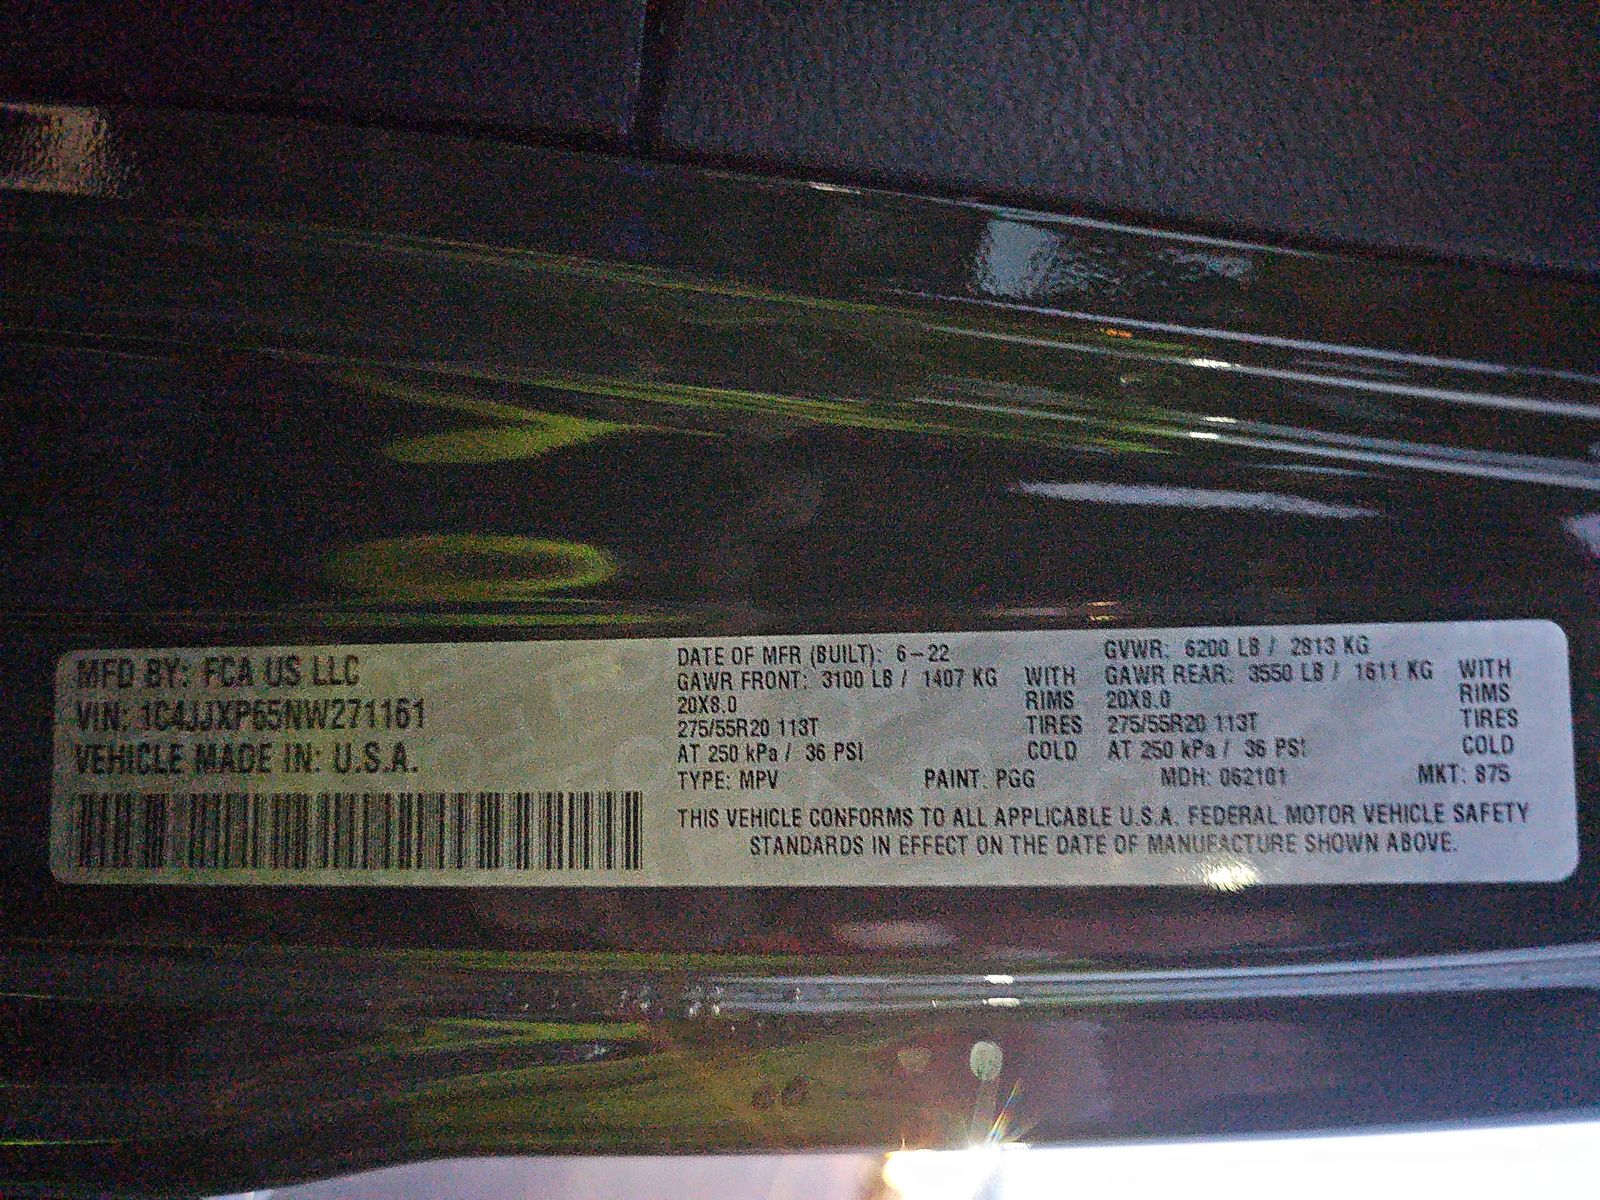 MFD BY: FCA US LLC
VIN: 1C4JJXP65NW271161
VEHICLE MADE IN: U.S.A.
DATE OF MFR (BUILT): 6-22 GVWR: 6200 LB / 2813 KG
GAWR FRONT: 3100 LB / 1407 KG WITH GAWR REAR: 3550 LB / 1611 KG WITH
20X8.0 RIMS 20X8.0 RIMS
275/55R20 113T TIRES 275/55R20 113T TIRES
AT 250 kPa / 36 PSI COLD AT 250 kPa / 36 PSI COLD
TYPE: MPV PAINT: PGG MDH: 062101 MKT: 875
THIS VEHICLE CONFORMS TO ALL APPLICABLE U.S.A. FEDERAL MOTOR VEHICLE SAFETY
STANDARDS IN EFFECT ON THE DATE OF MANUFACTURE SHOWN ABOVE.